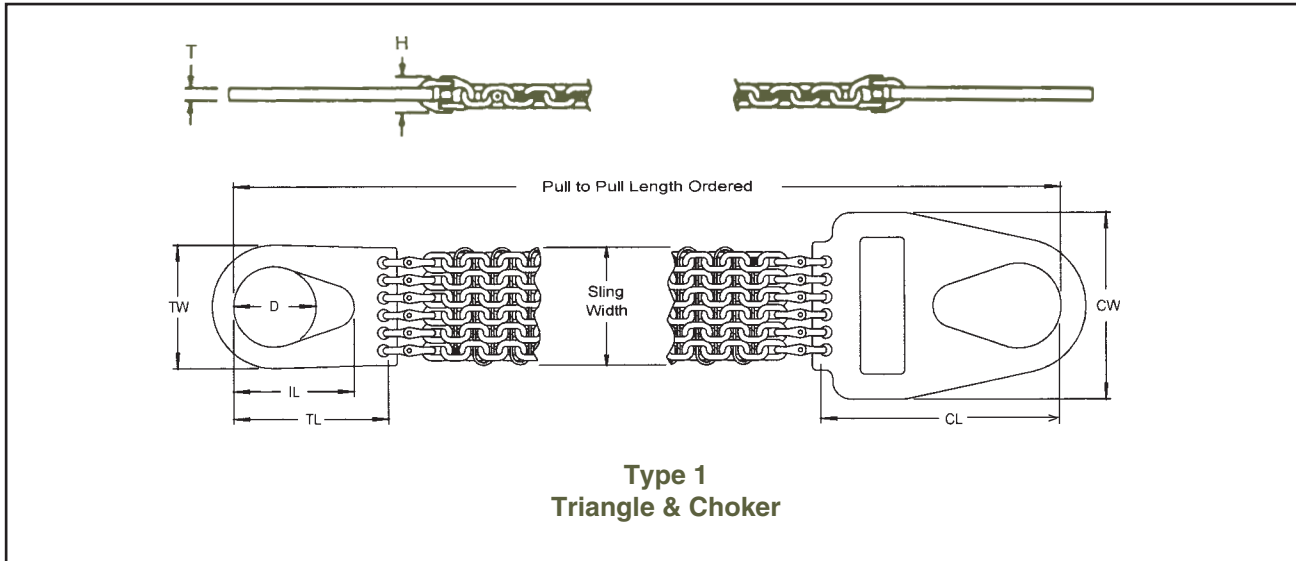 T
H
Pull to Pull Length Ordered
TW
D
Sling
Width
CW
IL
TL
CL
Type 1
Triangle & Choker